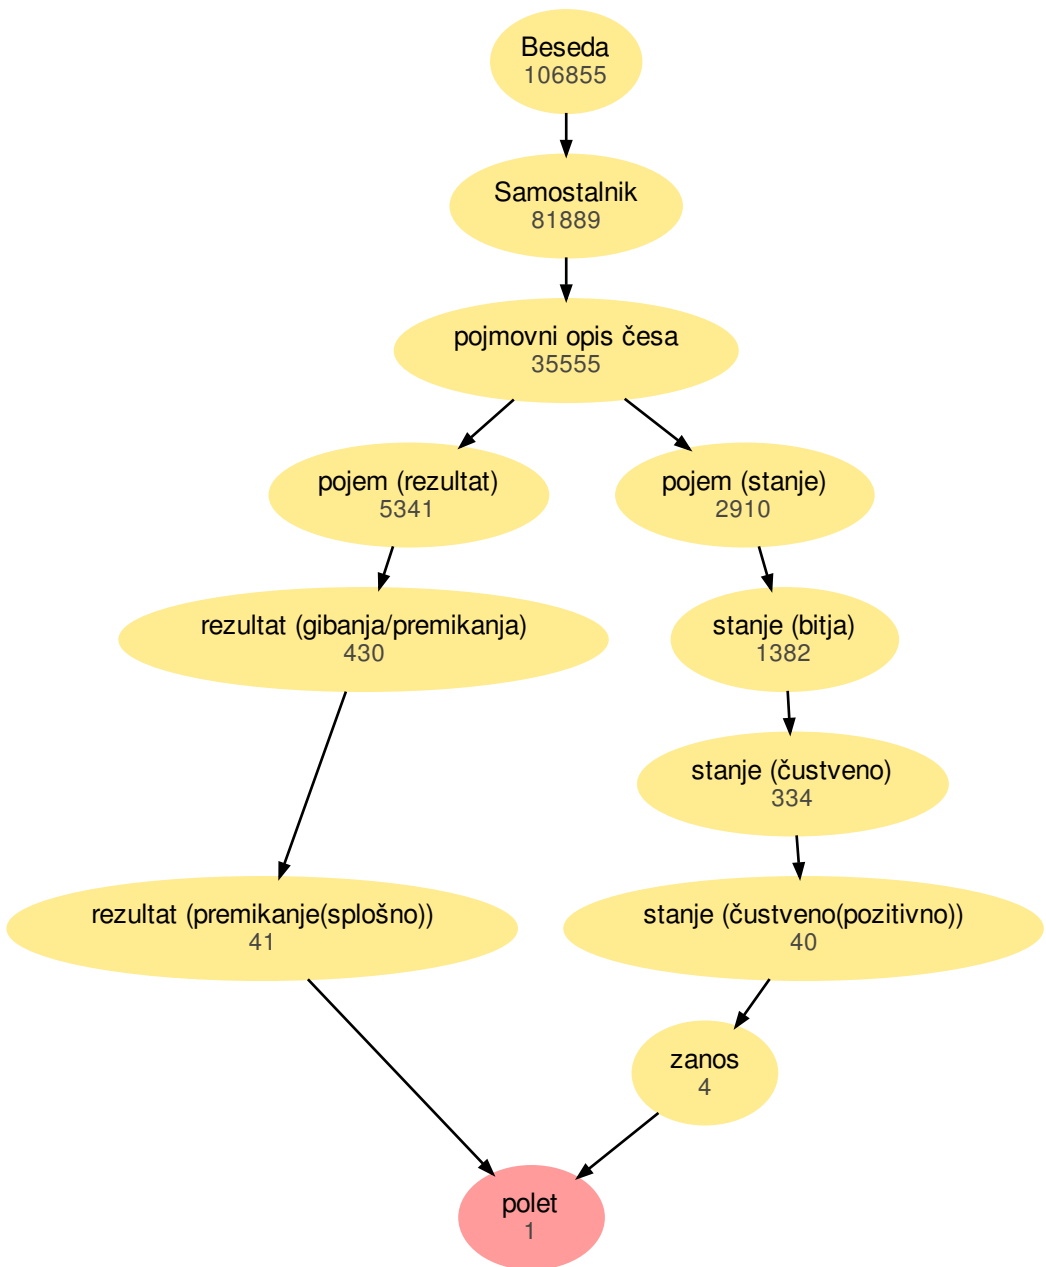 Beseda
106855
Samostalnik
81889
pojmovni opis česa
35555
pojem (rezultat)
5341
pojem (stanje)
2910
rezultat (gibanja/premikanja)
430
stanje (bitja)
1382
stanje (čustveno)
334
rezultat (premikanje(splošno))
41
stanje (čustveno(pozitivno))
40
zanos
4
polet
1